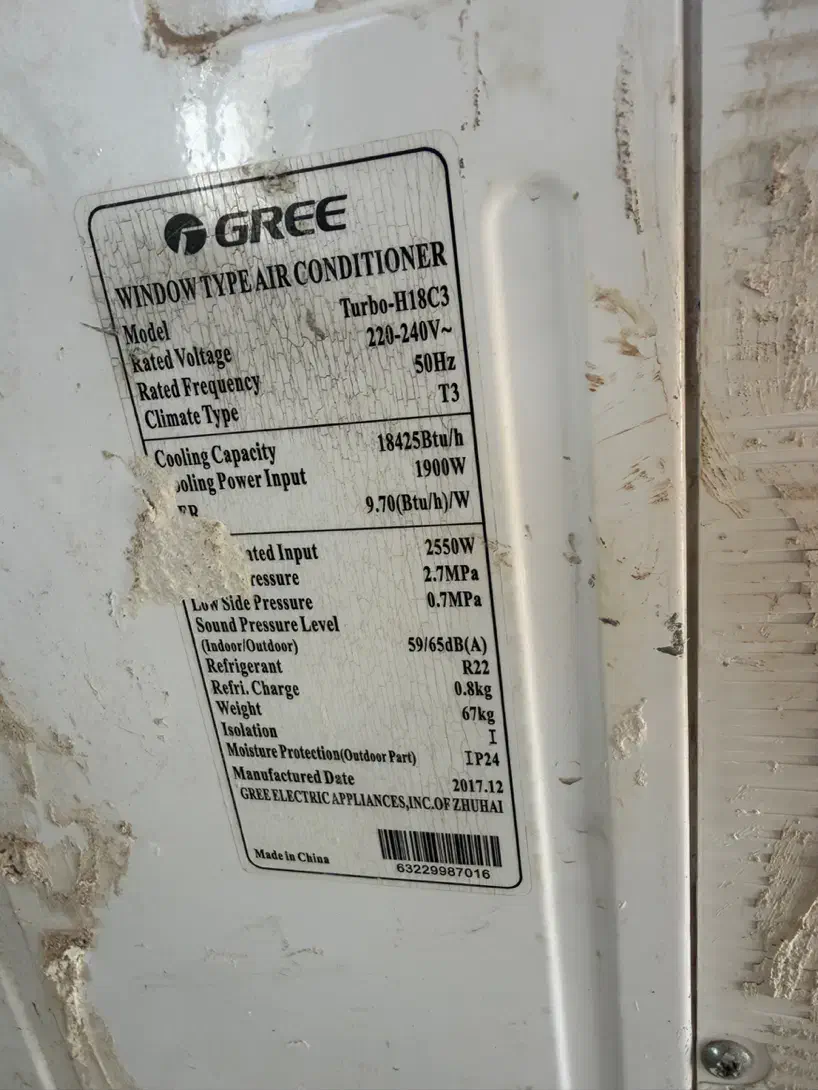 GREE
WINDOW TYPE AIR CONDITIONER
Model Turbo-H18C3
Rated Voltage 220-240V~
Rated Frequency 50Hz
Climate Type T3
Cooling Capacity 18425Btu/h
Power Input 1900W
9.70(Btu/h)/W
Input 2550W
2.7MPa
Low Side Pressure 0.7MPa
Sound Pressure Level
(Indoor/Outdoor) 59/65dB(A)
Refrigerant R22
Refri. Charge 0.8kg
Weight 67kg
Isolation I
Moisture Protection(Outdoor Part) IP24
Manufactured Date 2017.12
GREE ELECTRIC APPLIANCES,INC.OF ZHUHAI
Made in China
63229987016